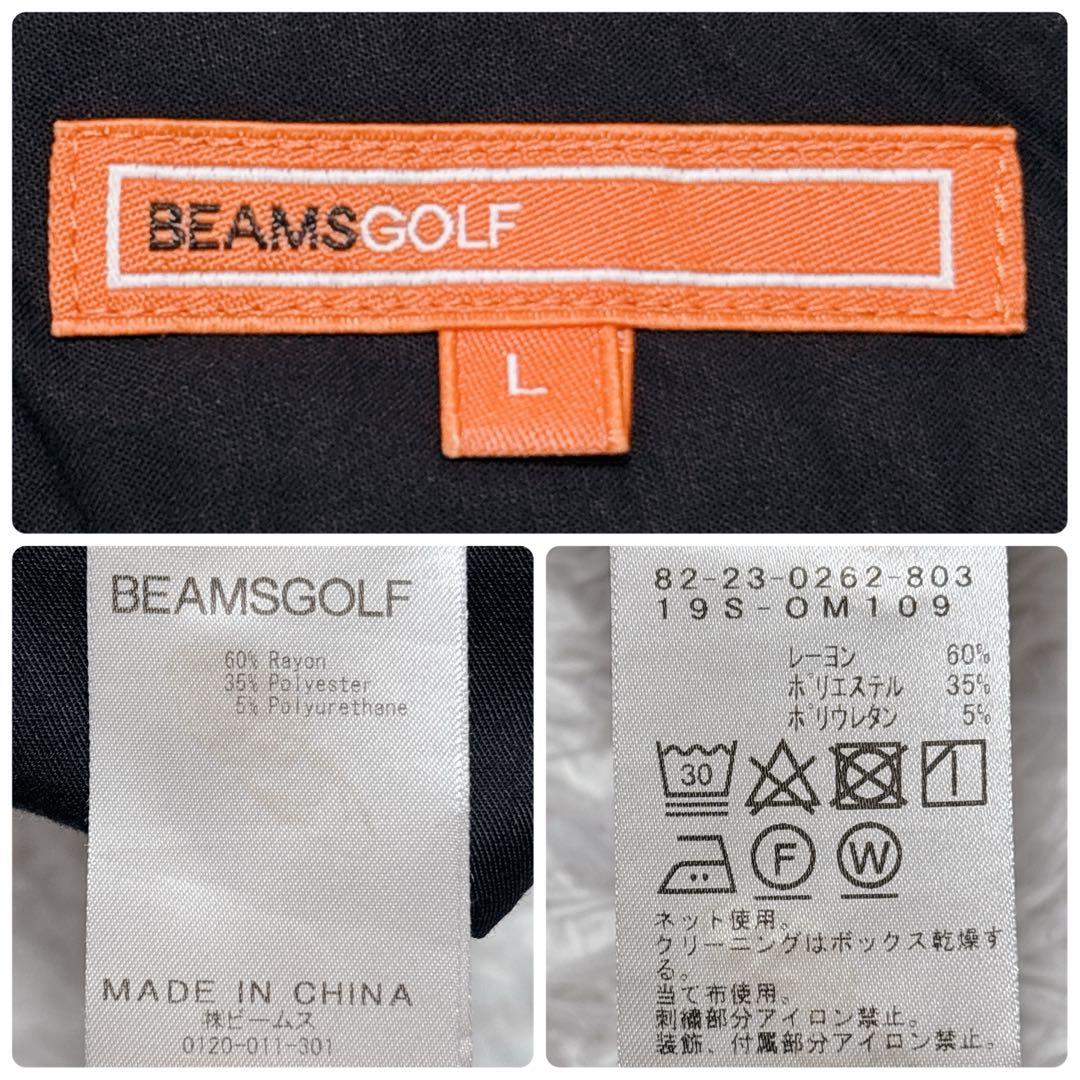 BEAMSGOLF
L
BEAMSGOLF
60% Rayon
35% Polyester
5% Polyurethane
MADE IN CHINA
㈱ビームス
0120-011-301
82-23-0262-803
19S-OM109
レーヨン 60%
ポリエステル 35%
ポリウレタン 5%
30
F W
ネット使用。
クリーニングはボックス乾燥す
る。
当て布使用。
刺繍部分アイロン禁止。
装飾、付属部分アイロン禁止。